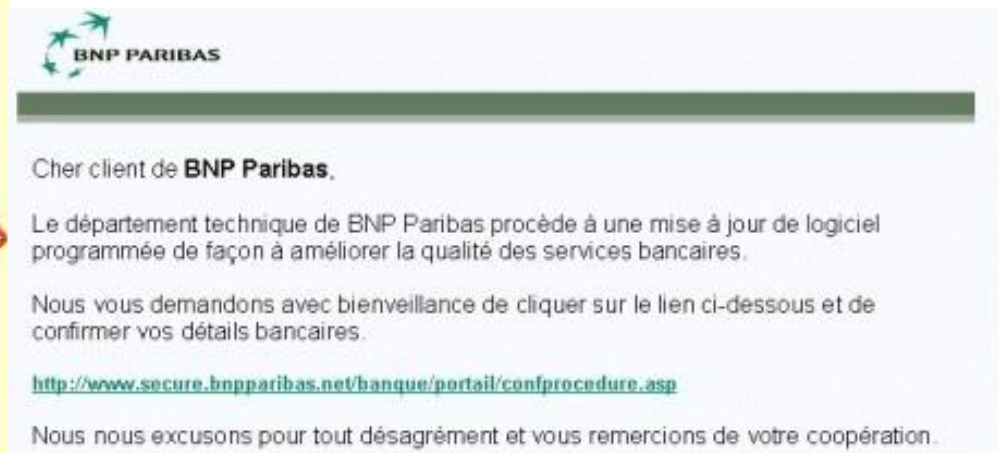 BNP PARIBAS
Cher client de BNP Paribas,
Le département technique de BNP Paribas procède à une mise à jour de logiciel
programmée de façon à améliorer la qualité des services bancaires.
Nous vous demandons avec bienveillance de cliquer sur le lien ci-dessous et de
confirmer vos détails bancaires.
http://www.secure.bnpparibas.net/banque/portail/confprocedure.asp
Nous nous excusons pour tout désagrément et vous remercions de votre coopération.